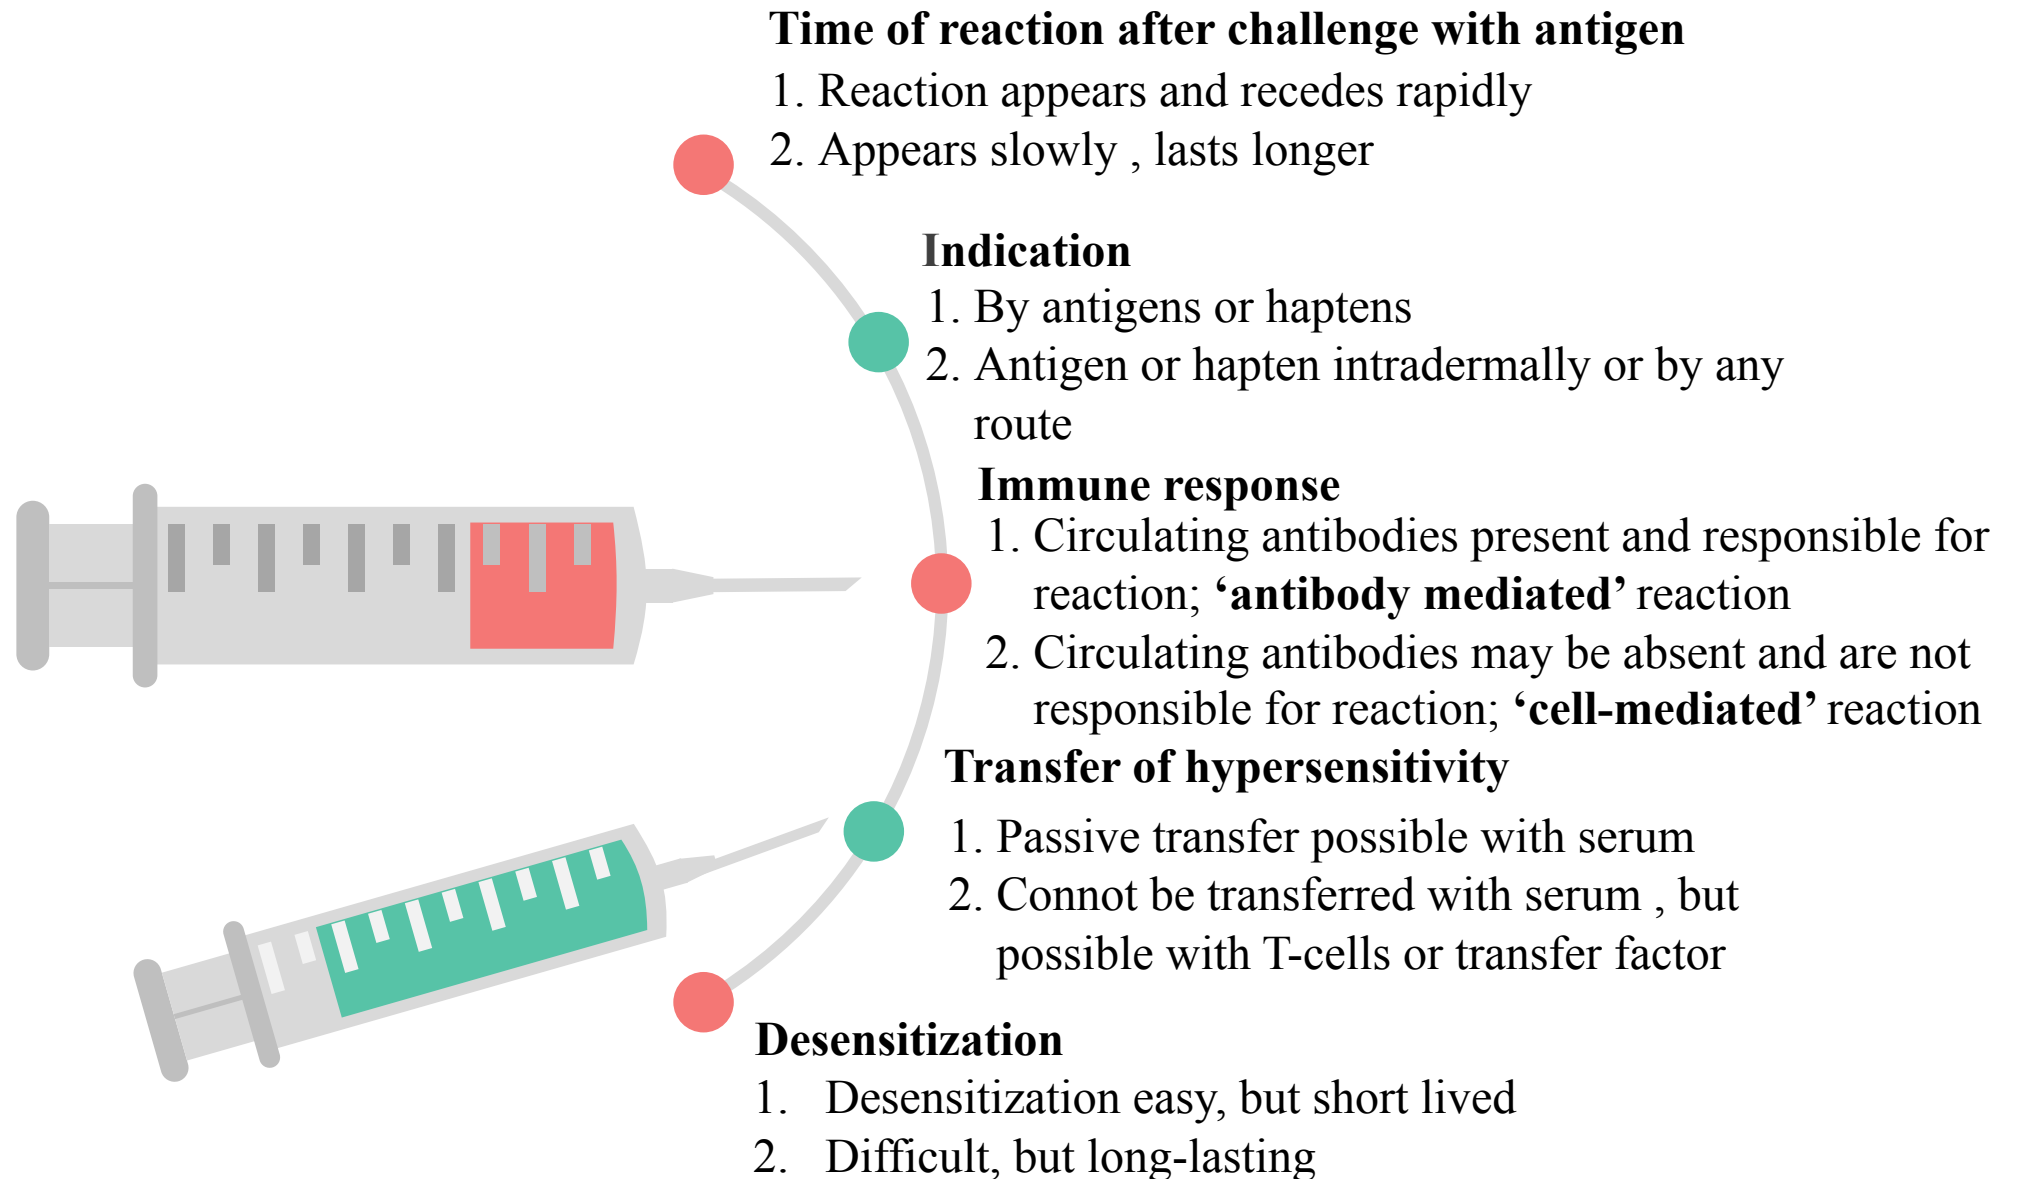 Time of reaction after challenge with antigen
1. Reaction appears and recedes rapidly
2. Appears slowly , lasts longer
Indication
1. By antigens or haptens
2. Antigen or hapten intradermally or by any
route
Immune response
1. Circulating antibodies present and responsible for
reaction; ‘antibody mediated’ reaction
2. Circulating antibodies may be absent and are not
responsible for reaction; ‘cell-mediated’ reaction
Transfer of hypersensitivity
1. Passive transfer possible with serum
2. Connot be transferred with serum , but
possible with T-cells or transfer factor
Desensitization
1. Desensitization easy, but short lived
2. Difficult, but long-lasting